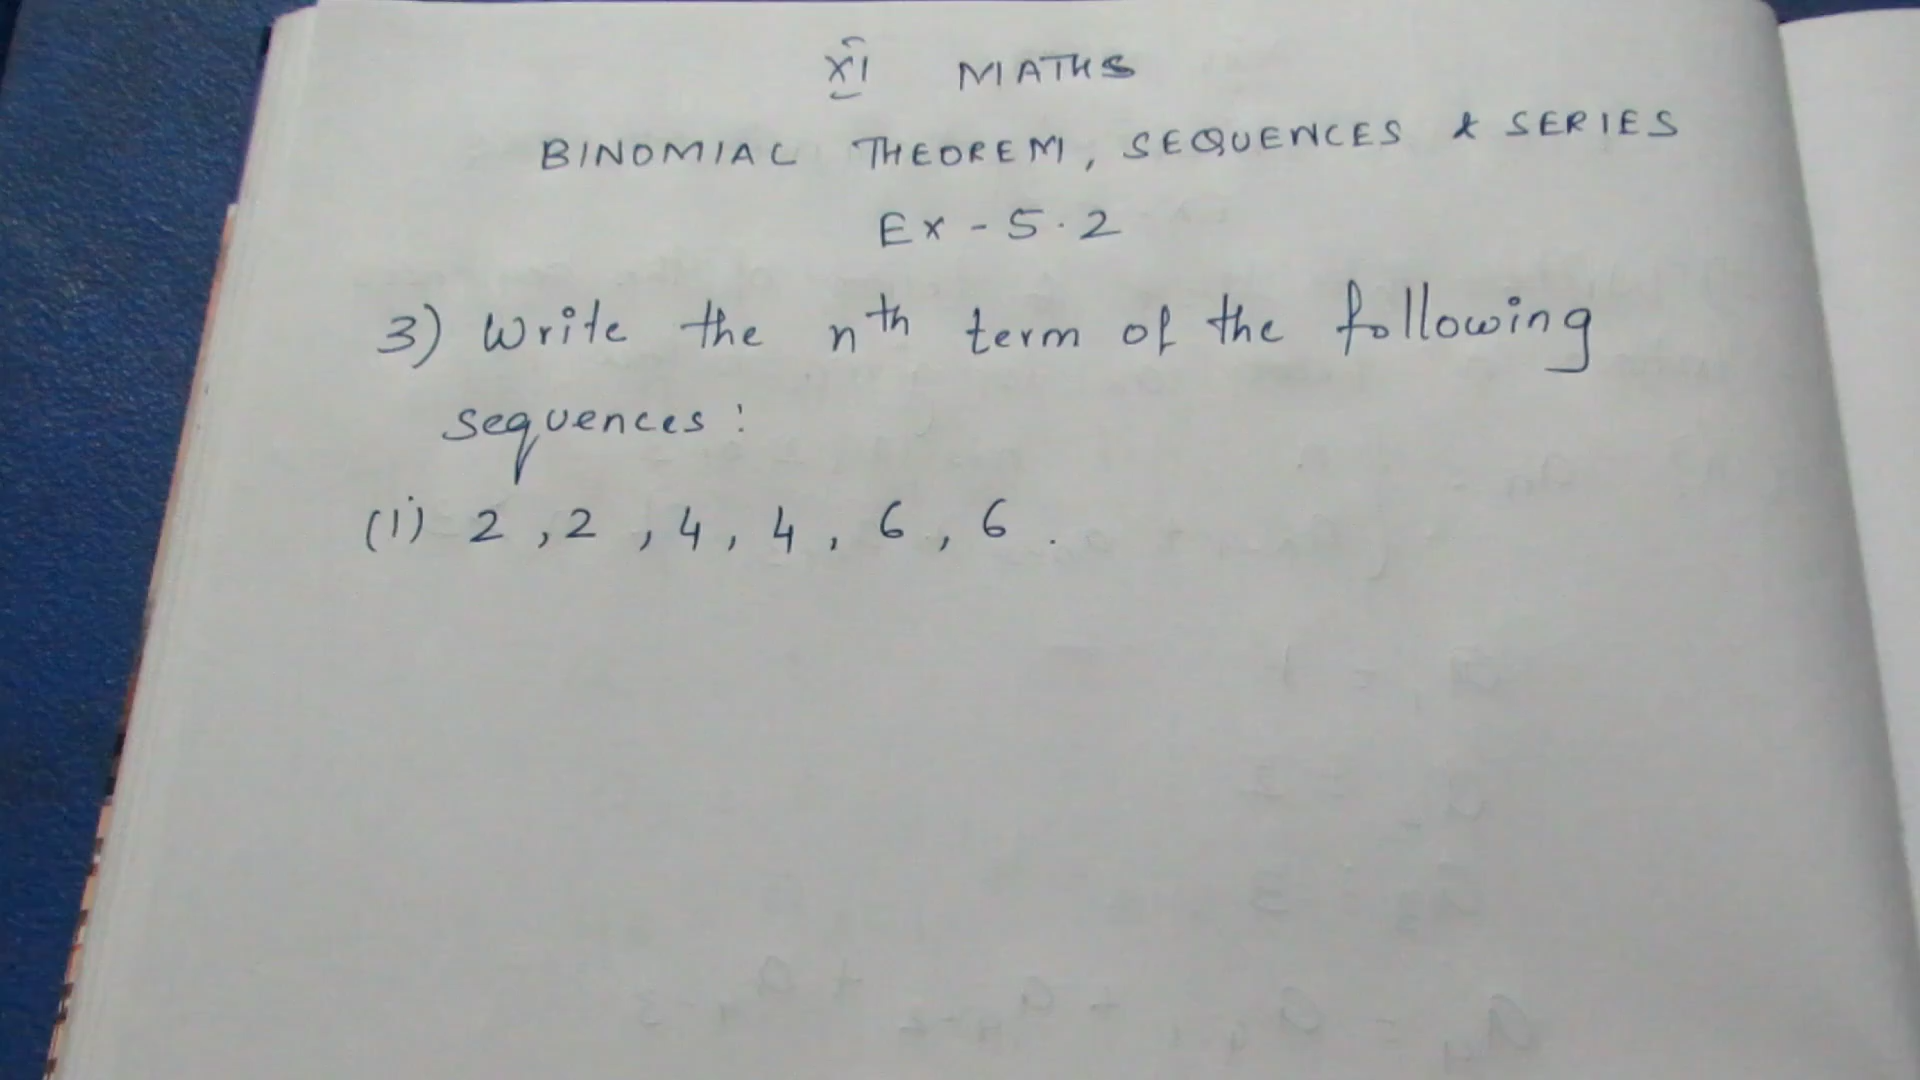 XI MATHS
BINOMIAL THEOREM, SEQUENCES & SERIES
Ex - 5.2
3) Write the nth term of the following
sequences:
(i) 2, 2, 4, 4, 6, 6.